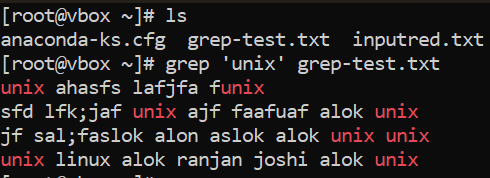 [root@vbox ~]# ls
anaconda-ks.cfg  grep-test.txt  inputred.txt
[root@vbox ~]# grep 'unix' grep-test.txt
unix ahasfs lafjfa funix
sfd lfk;jaf unix ajf faafuaf alok unix
jf sal;faslok alon aslok alok unix unix
unix linux alok ranjan joshi alok unix